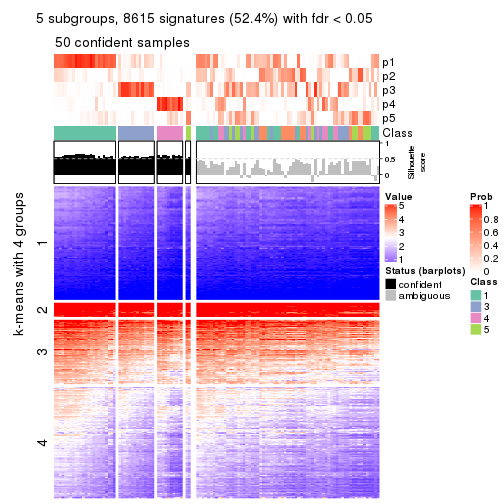 5 subgroups, 8615 signatures (52.4%) with fdr < 0.05
50 confident samples
p1
p2
p3
p4
p5
Class
1
0.5
0
Silhouette
score
k-means with 4 groups
1
2
3
4
Value
5
4
3
2
1
Status (barplots)
confident
ambiguous
Prob
1
0.8
0.6
0.4
0.2
0
Class
1
3
4
5